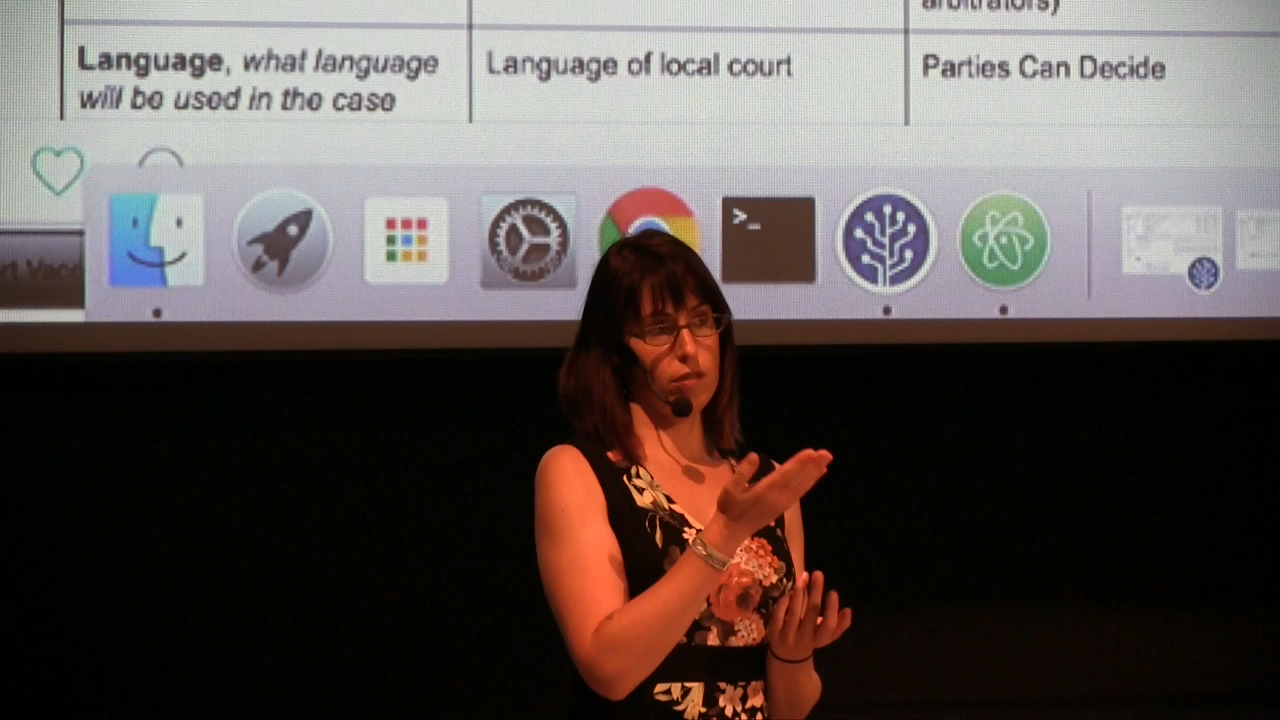 arbitrators)
Language, what language
will be used in the case
Language of local court
Parties Can Decide
>_